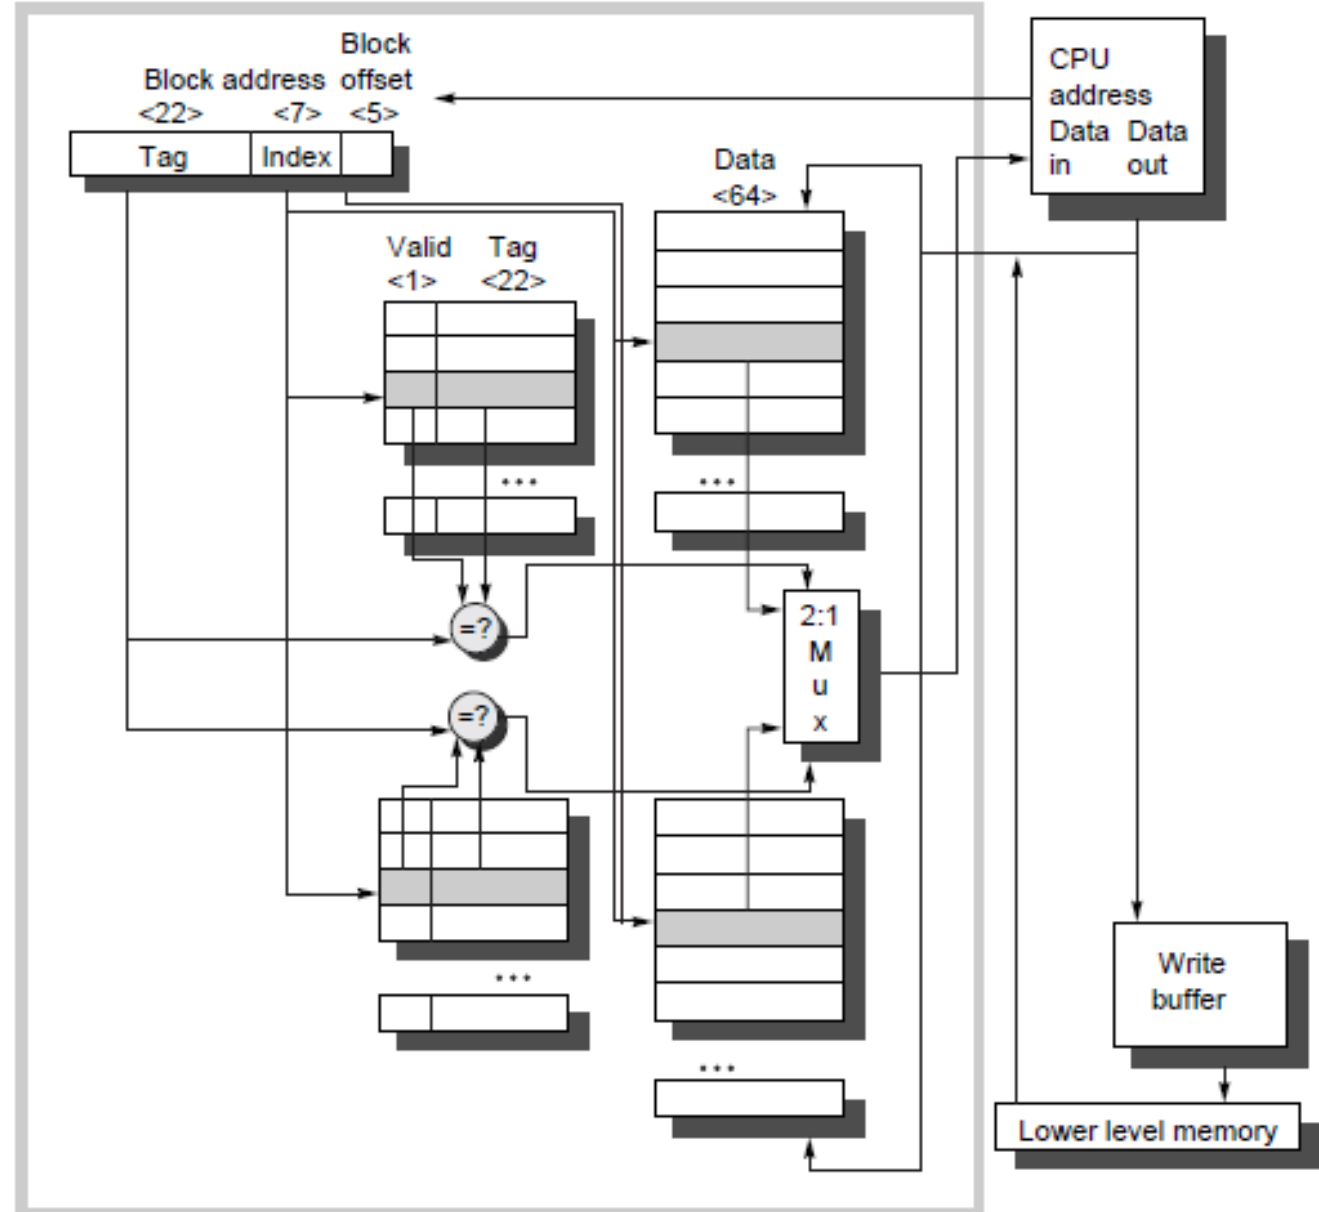 Block
Block address offset
<22> <7> <5>
Tag Index
CPU
address
Data Data
in out
Data
<64>
Valid Tag
<1> <22>
...
...
=?
2:1
M
u
x
=?
...
...
Write
buffer
Lower level memory